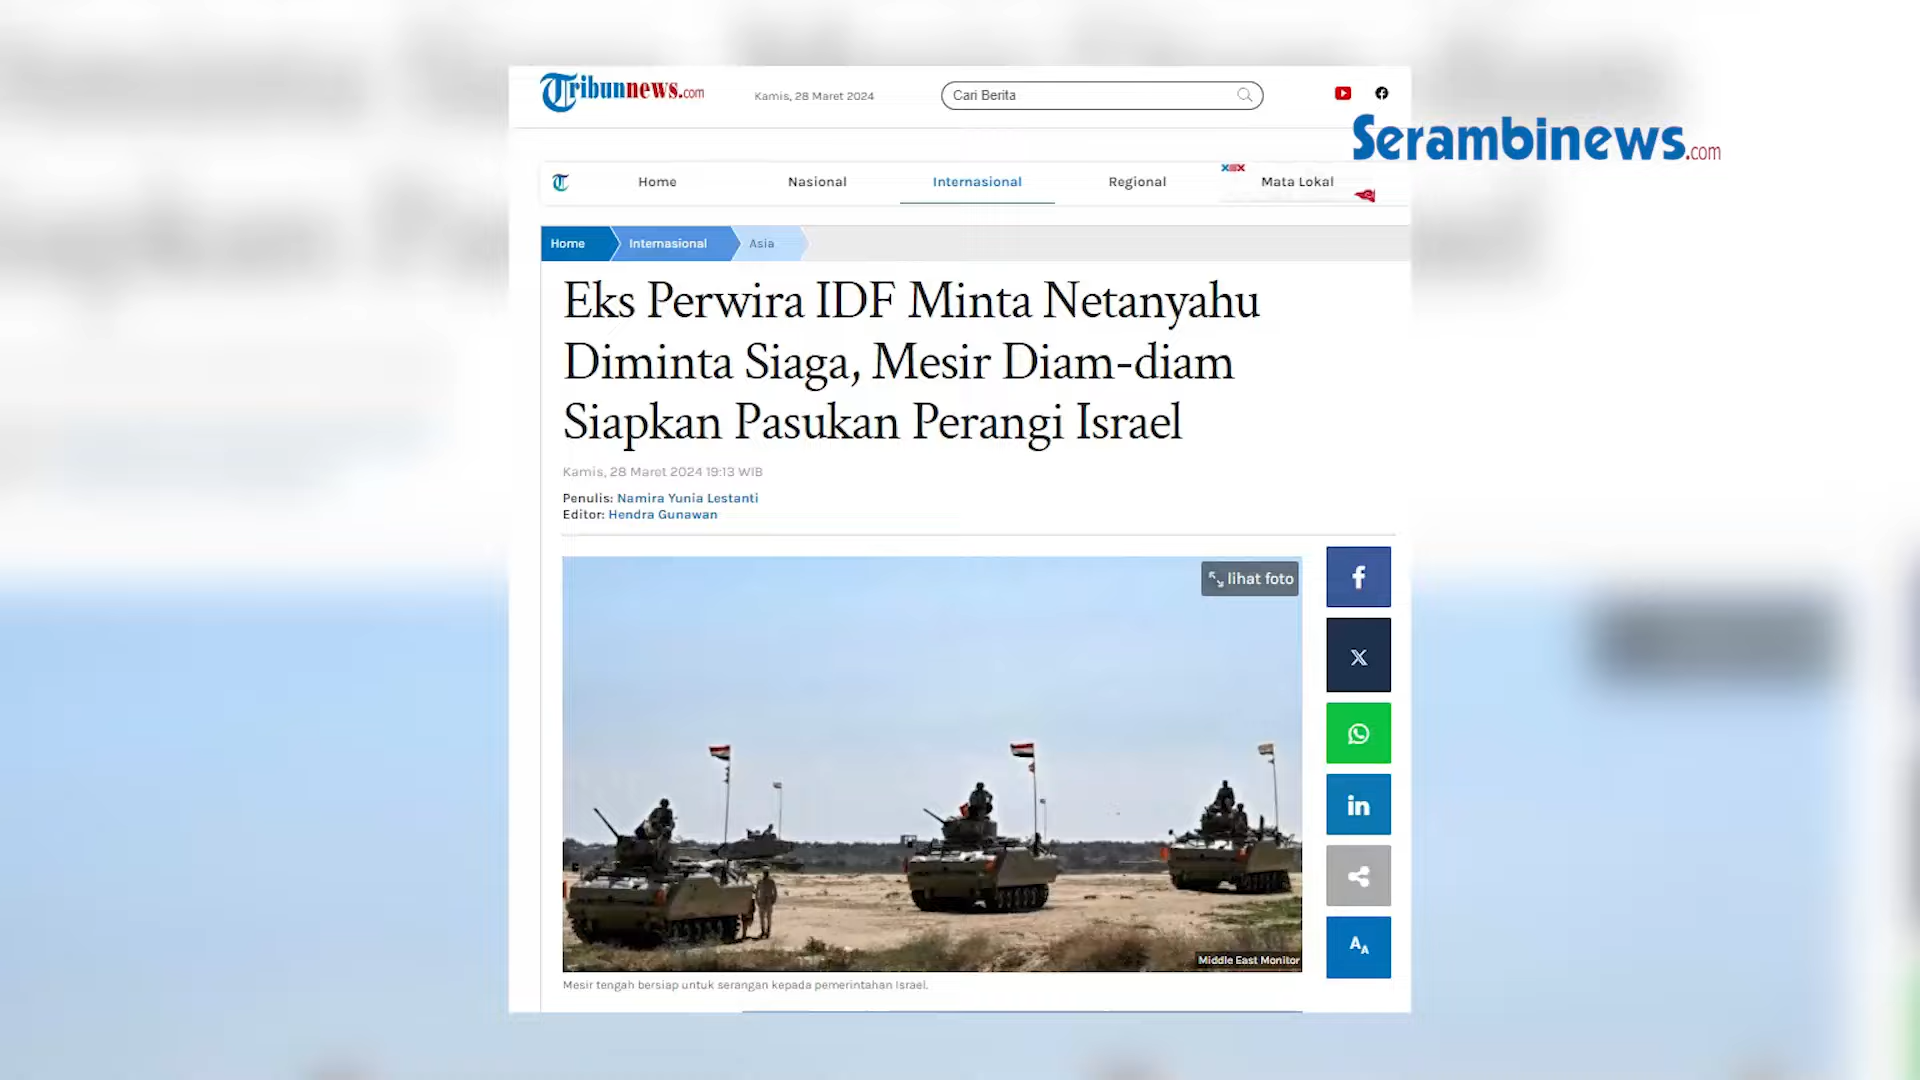 Tribunnews.com
Kamis, 28 Maret 2024
Cari Berita
Serambinews.com
Home
Nasional
Internasional
Regional
Mata Lokal
Home
Internasional
Asia
Eks Perwira IDF Minta Netanyahu
Diminta Siaga, Mesir Diam-diam
Siapkan Pasukan Perangi Israel
Kamis, 28 Maret 2024 19:13 WIB
Penulis: Namira Yunia Lestanti
Editor: Hendra Gunawan
lihat foto
Middle East Monitor
Mesir tengah bersiap untuk serangan kepada pemerintahan Israel.